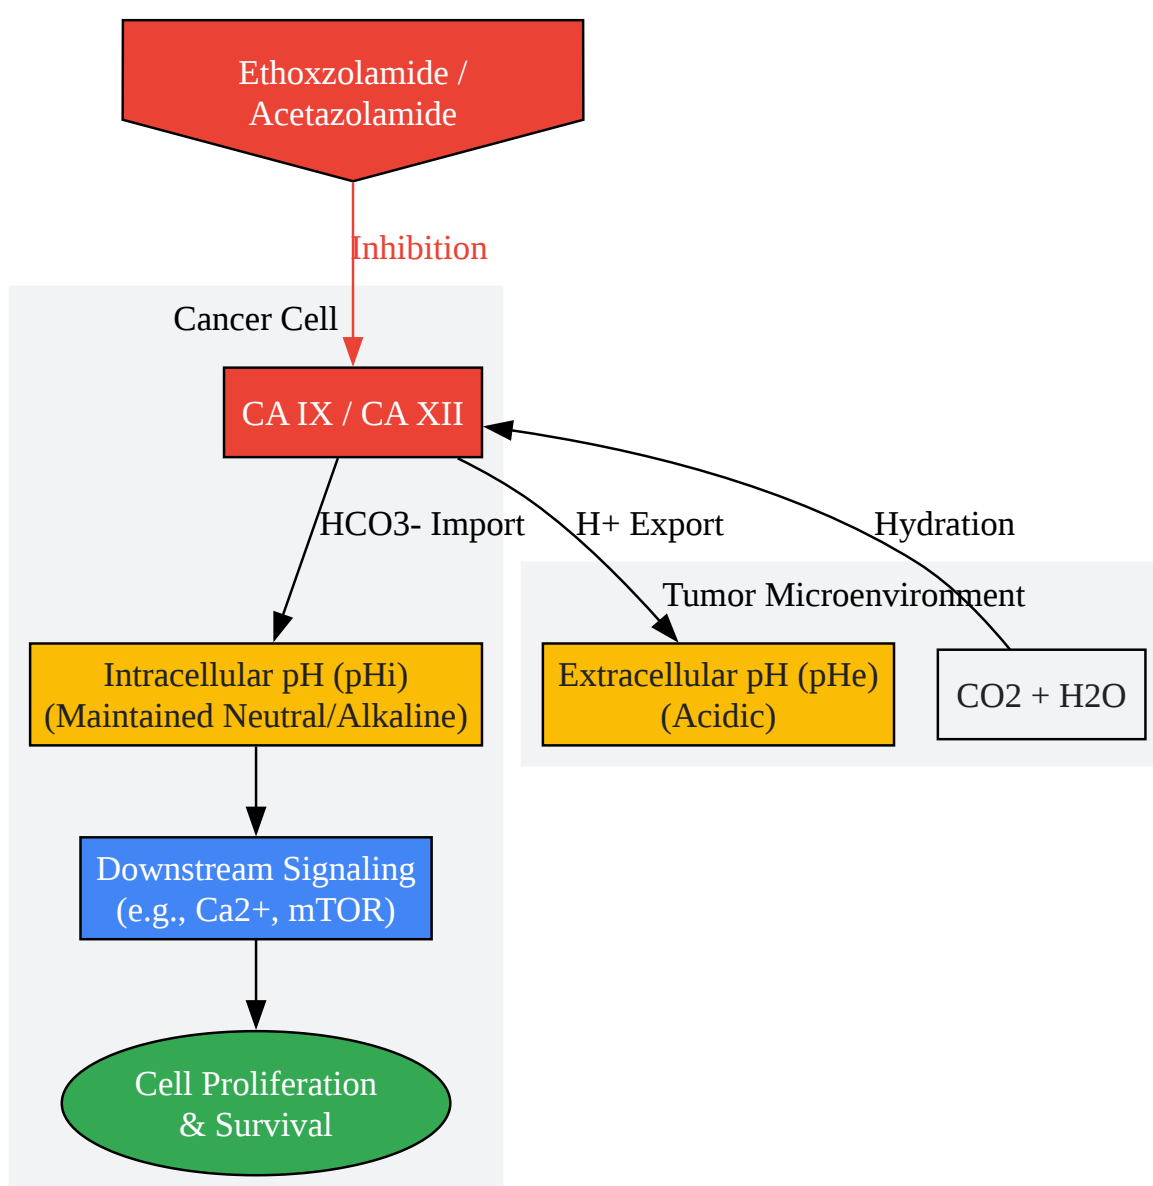 Ethoxzolamide /
Acetazolamide
Inhibition
Cancer Cell
CA IX / CA XII
HCO3- Import
H+ Export
Hydration
Tumor Microenvironment
Intracellular pH (pHi)
(Maintained Neutral/Alkaline)
Extracellular pH (pHe)
(Acidic)
CO2 + H2O
Downstream Signaling
(e.g., Ca2+, mTOR)
Cell Proliferation
& Survival